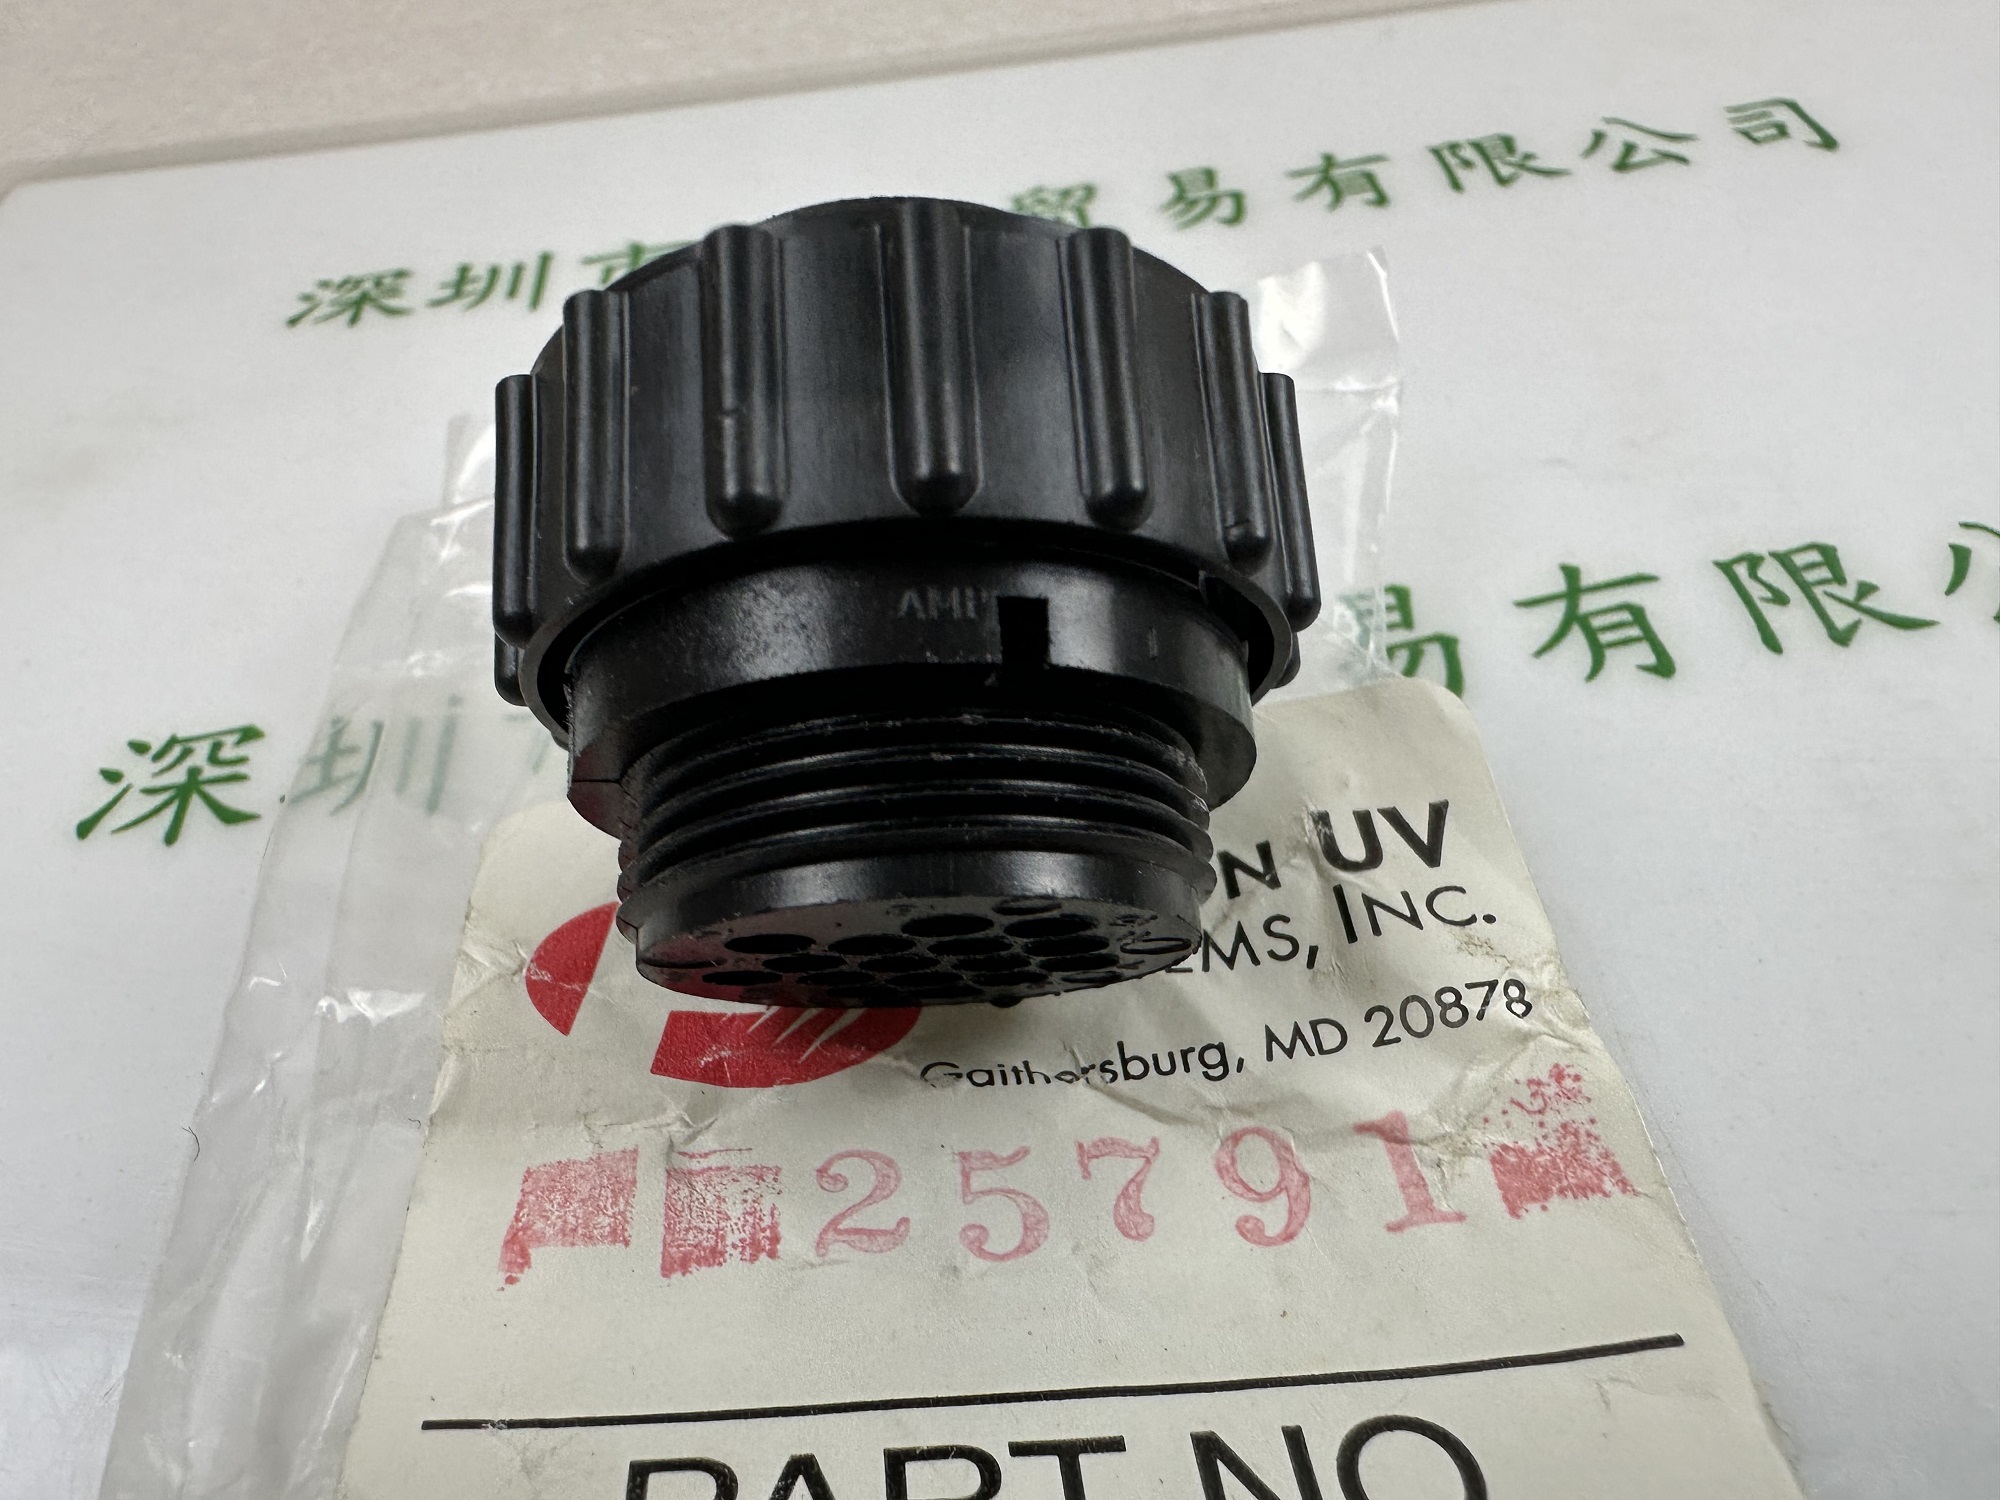 深圳市 贸易有限公司
AMP
深圳 易有限公
UV
INC.
Gaithersburg, MD 20878
25791
PART NO